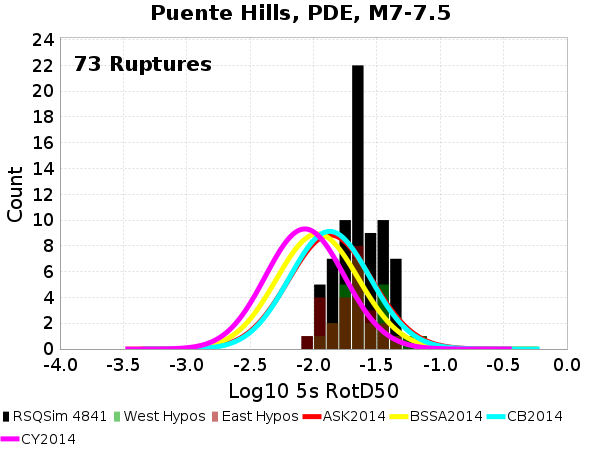 Puente Hills, PDE, M7-7.5
73 Ruptures
24
22
20
18
16
14
12
10
8
6
4
2
0
Count
-4.0 -3.5 -3.0 -2.5 -2.0 -1.5 -1.0 -0.5 0.0
Log10 5s RotD50
RSQSim 4841 West Hypos East Hypos ASK2014 BSSA2014 CB2014
CY2014